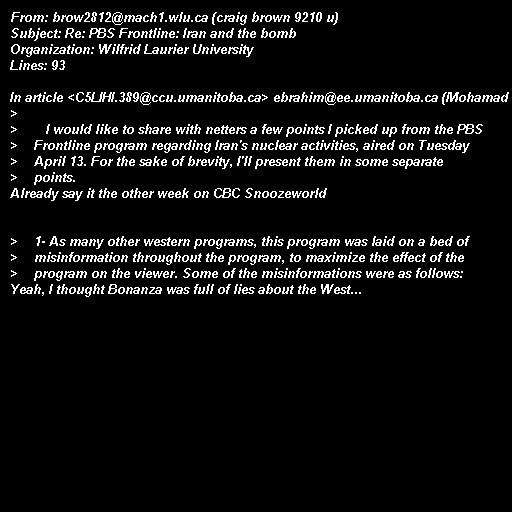 From: brow2812@mach1.wlu.ca (craig brown 9210 u)
Subject: Re: PBS Frontline: Iran and the bomb
Organization: Wilfrid Laurier University
Lines: 93

In article <C5LIHI.389@ccu.umanitoba.ca> ebrahim@ee.umanitoba.ca (Mohamad
>
> I would like to share with netters a few points I picked up from the PBS
> Frontline program regarding Iran's nuclear activities, aired on Tuesday
> April 13. For the sake of brevity, I'll present them in some separate
> points.
Already say it the other week on CBC Snoozeworld

> 1- As many other western programs, this program was laid on a bed of
> misinformation throughout the program, to maximize the effect of the
> program on the viewer. Some of the misinformations were as follows:
Yeah, I thought Bonanza was full of lies about the West...